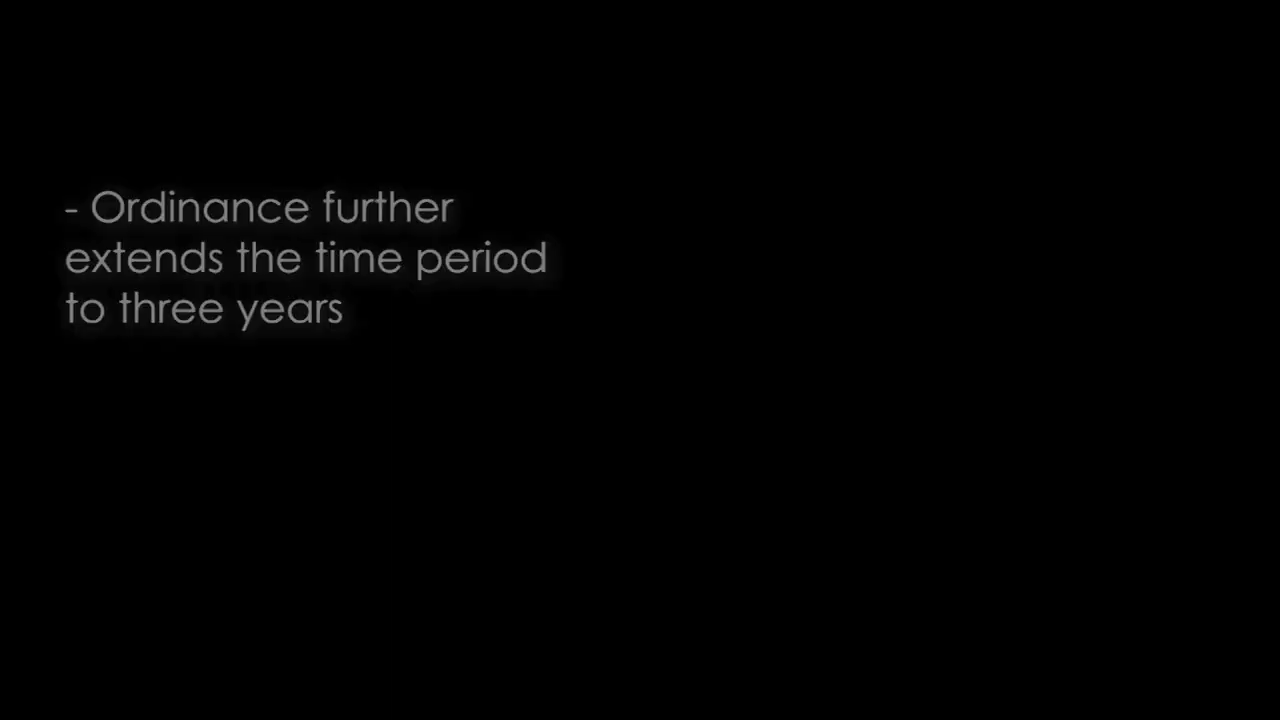 - Ordinance further
extends the time period
to three years